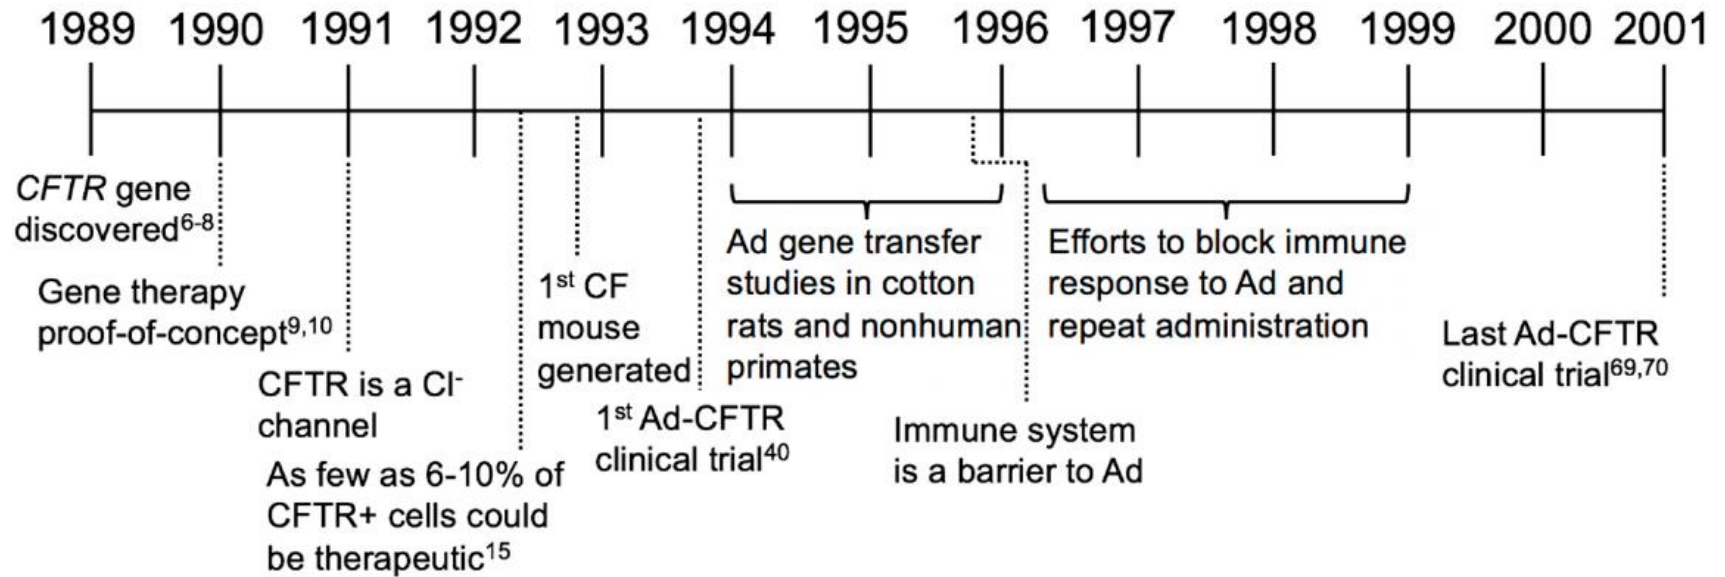 1989 1990 1991 1992 1993 1994 1995 1996 1997 1998 1999 2000 2001
CFTR gene
discovered6-8
Gene therapy
proof-of-concept9,10
CFTR is a Cl-
channel
As few as 6-10% of
CFTR+ cells could
be therapeutic15
1st CF
mouse
generated
1st Ad-CFTR
clinical trial40
Ad gene transfer
studies in cotton
rats and nonhuman
primates
Immune system
is a barrier to Ad
Efforts to block immune
response to Ad and
repeat administration
Last Ad-CFTR
clinical trial69,70